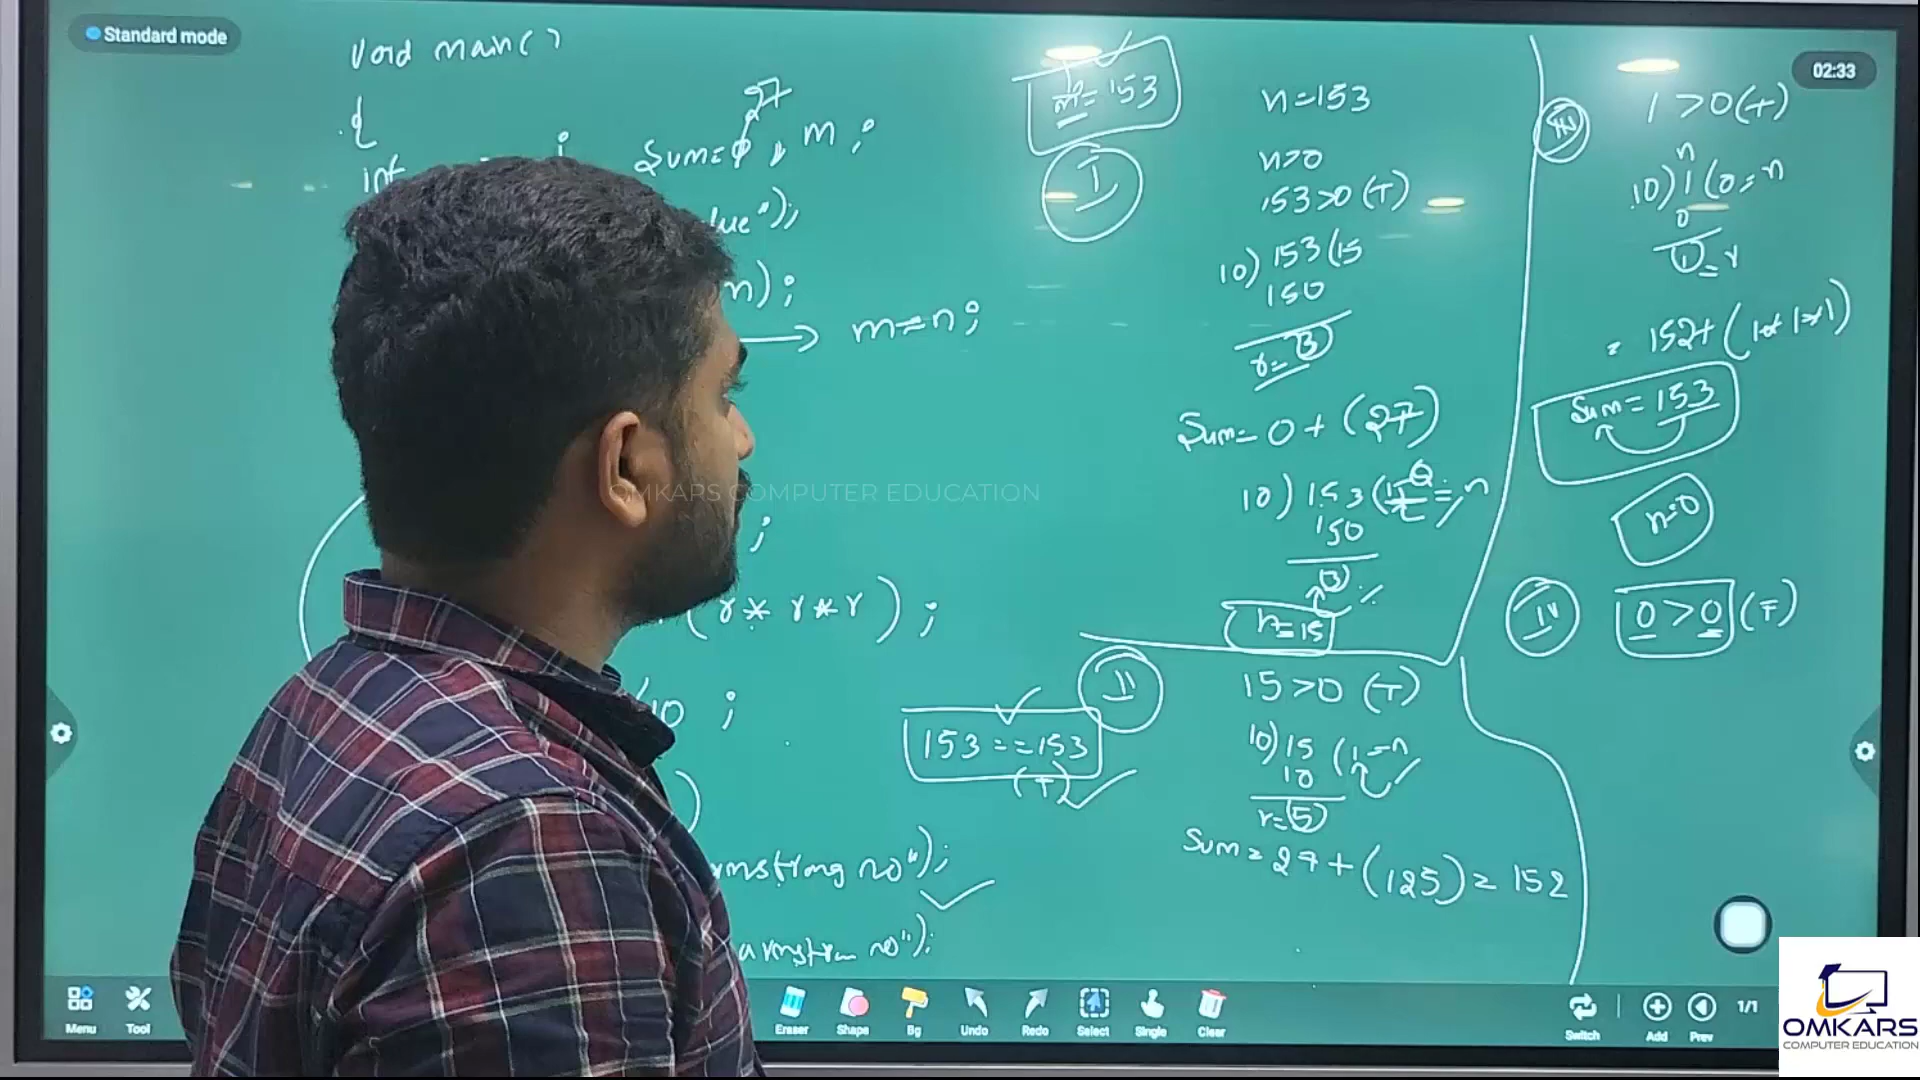 Standard mode
02:33
void main()
{
int
; sum=0, m;
27
lue");
n);
m=n;
;
(r*r*r);
/10 ;
)
armstrong no");
armstrn no");
m=153
I
n=153
n>0
153>0 (T)
10) 153 (15
150
r=3
Sum=0+(27)
10) 153 (15 = n
150
3
n=15
II
15>0 (T)
10) 15 (1=n
10
r=5
Sum=27+(125)=152
153==153
(T)
III
1>0(T)
n
10) 1 (0=n
0
1=r
= 152+(1*1*1)
Sum=153
n=0
IV
0>0 (F)
OMKARS COMPUTER EDUCATION
Menu
Tool
Eraser
Shape
Bg
Undo
Redo
Select
Single
Clear
Switch
Add
Prev
1/1
OMKARS
COMPUTER EDUCATION